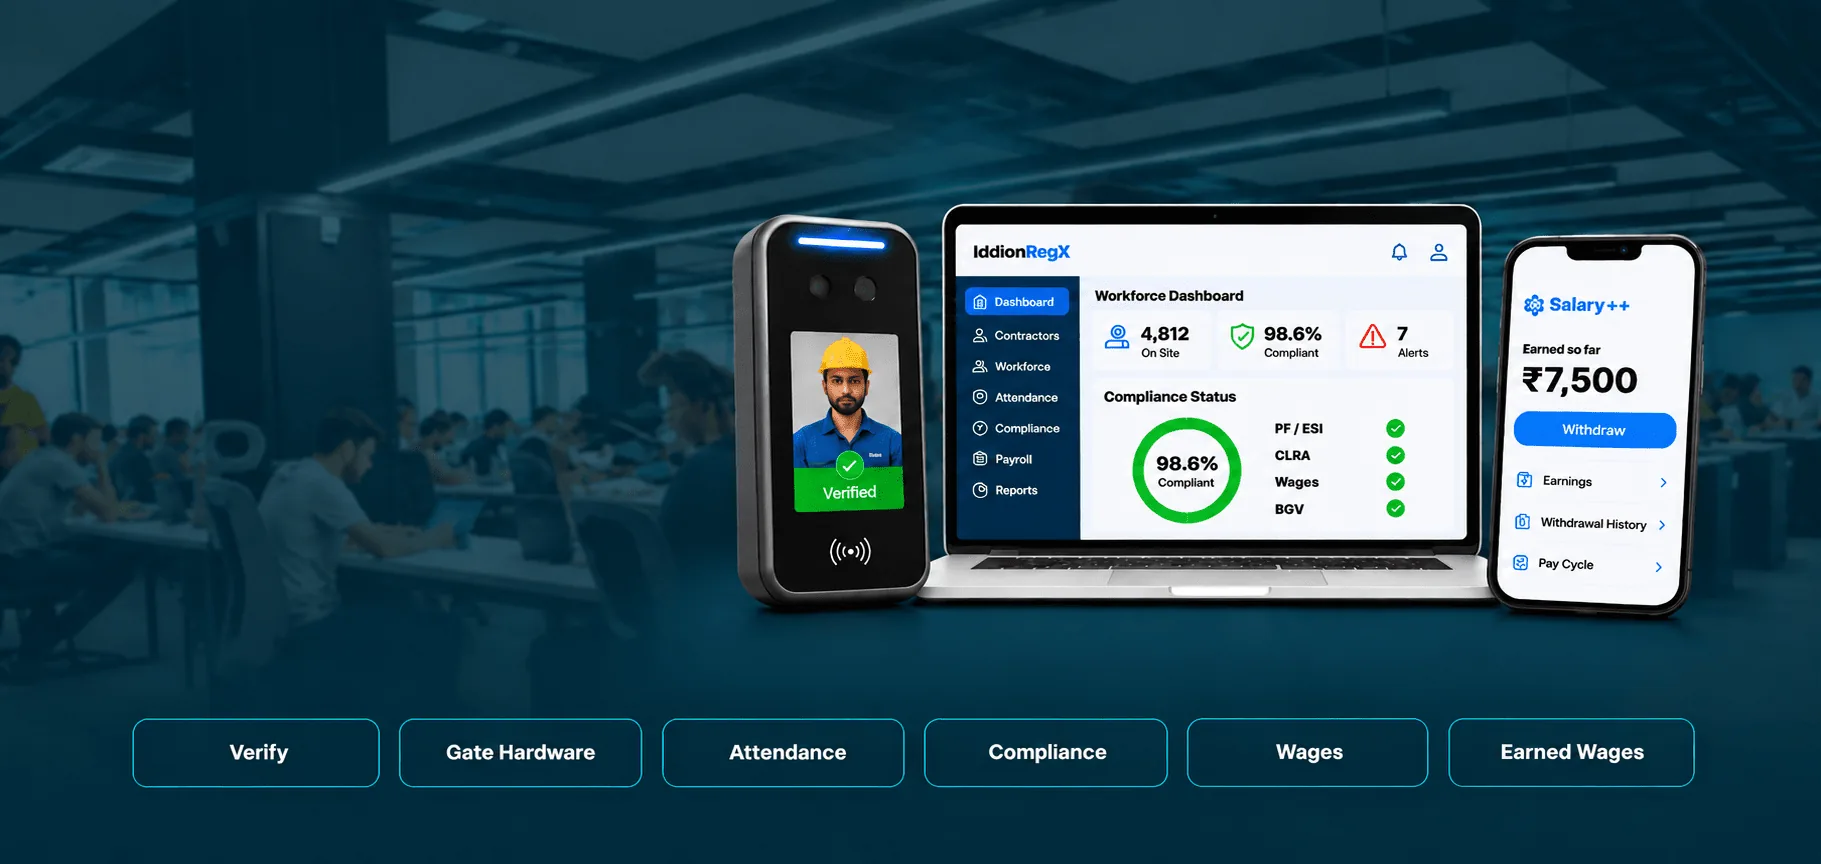 Verified
IddionRegX
Dashboard
Contractors
Workforce
Attendance
Compliance
Payroll
Reports
Workforce Dashboard
4,812
On Site
98.6%
Compliant
7
Alerts
Compliance Status
98.6%
Compliant
PF / ESI
CLRA
Wages
BGV
Salary++
Earned so far
₹7,500
Withdraw
Earnings
Withdrawal History
Pay Cycle
Verify
Gate Hardware
Attendance
Compliance
Wages
Earned Wages